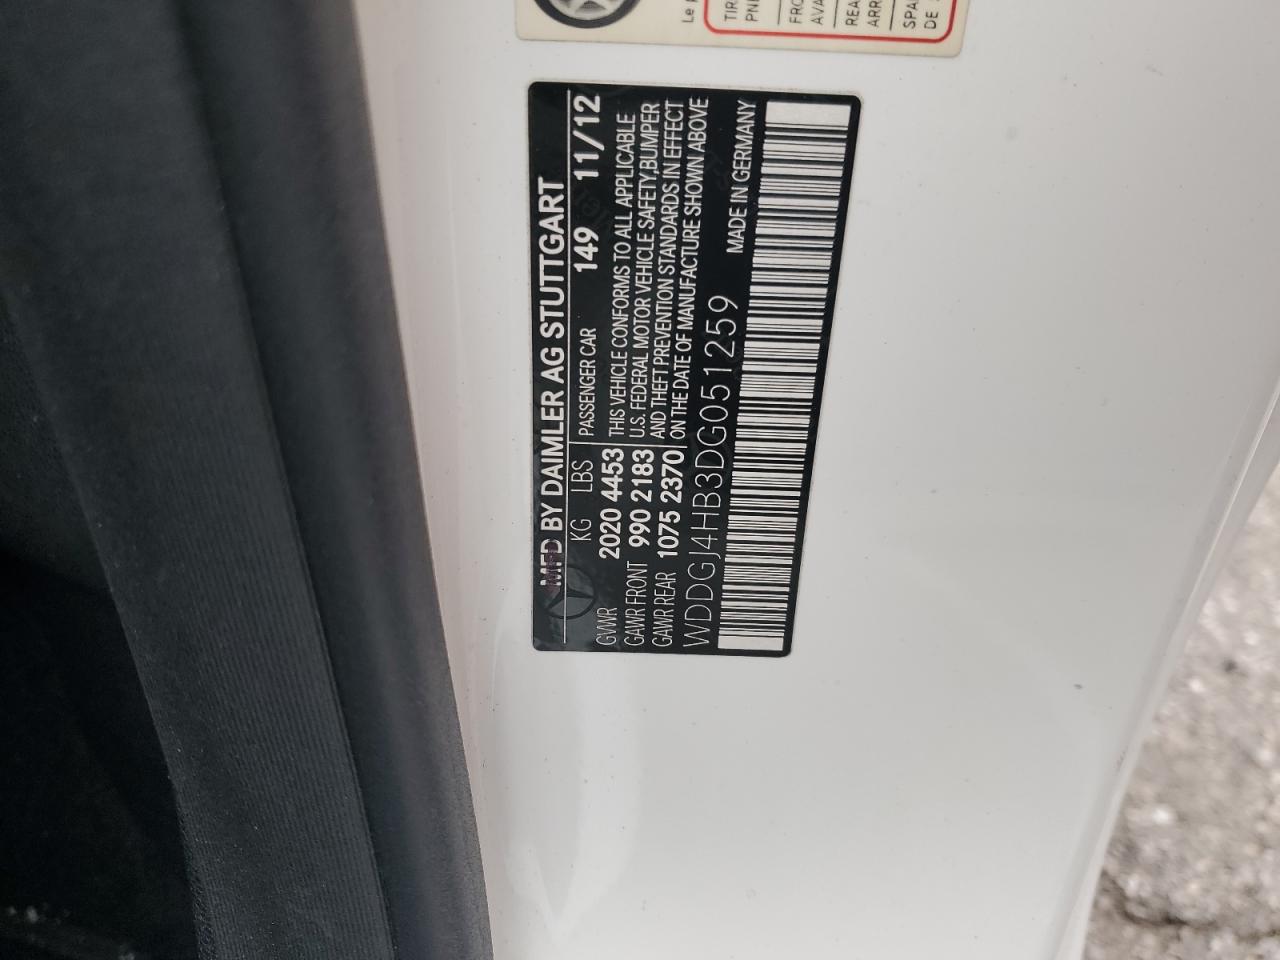 MFD BY DAIMLER AG STUTTGART
KG LBS PASSENGER CAR 149 11/12
GVWR 2020 4453
GAWR FRONT 990 2183
GAWR REAR 1075 2370
THIS VEHICLE CONFORMS TO ALL APPLICABLE
U.S. FEDERAL MOTOR VEHICLE SAFETY,BUMPER
AND THEFT PREVENTION STANDARDS IN EFFECT
ON THE DATE OF MANUFACTURE SHOWN ABOVE
WDDGJ4HB3DG051259
MADE IN GERMANY
Le